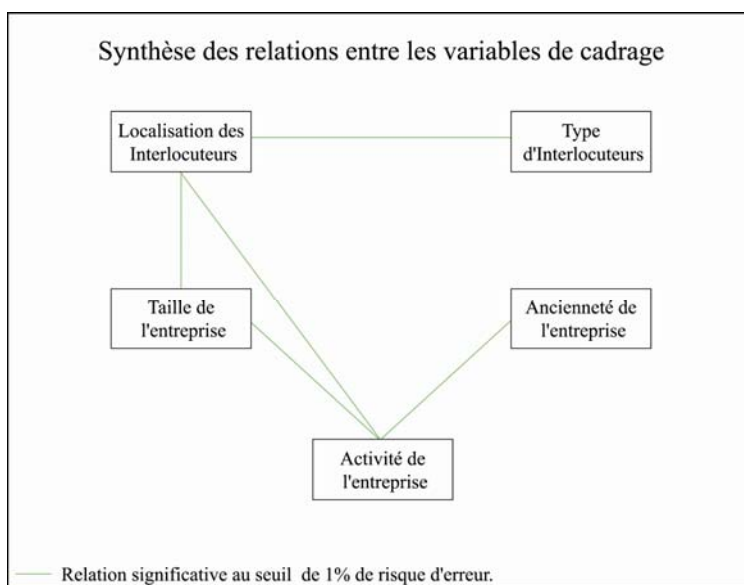 Synthèse des relations entre les variables de cadrage
Localisation des
Interlocuteurs
Type
d'Interlocuteurs
Taille de
l'entreprise
Ancienneté de
l'entreprise
Activité de
l'entreprise
Relation significative au seuil de 1% de risque d'erreur.